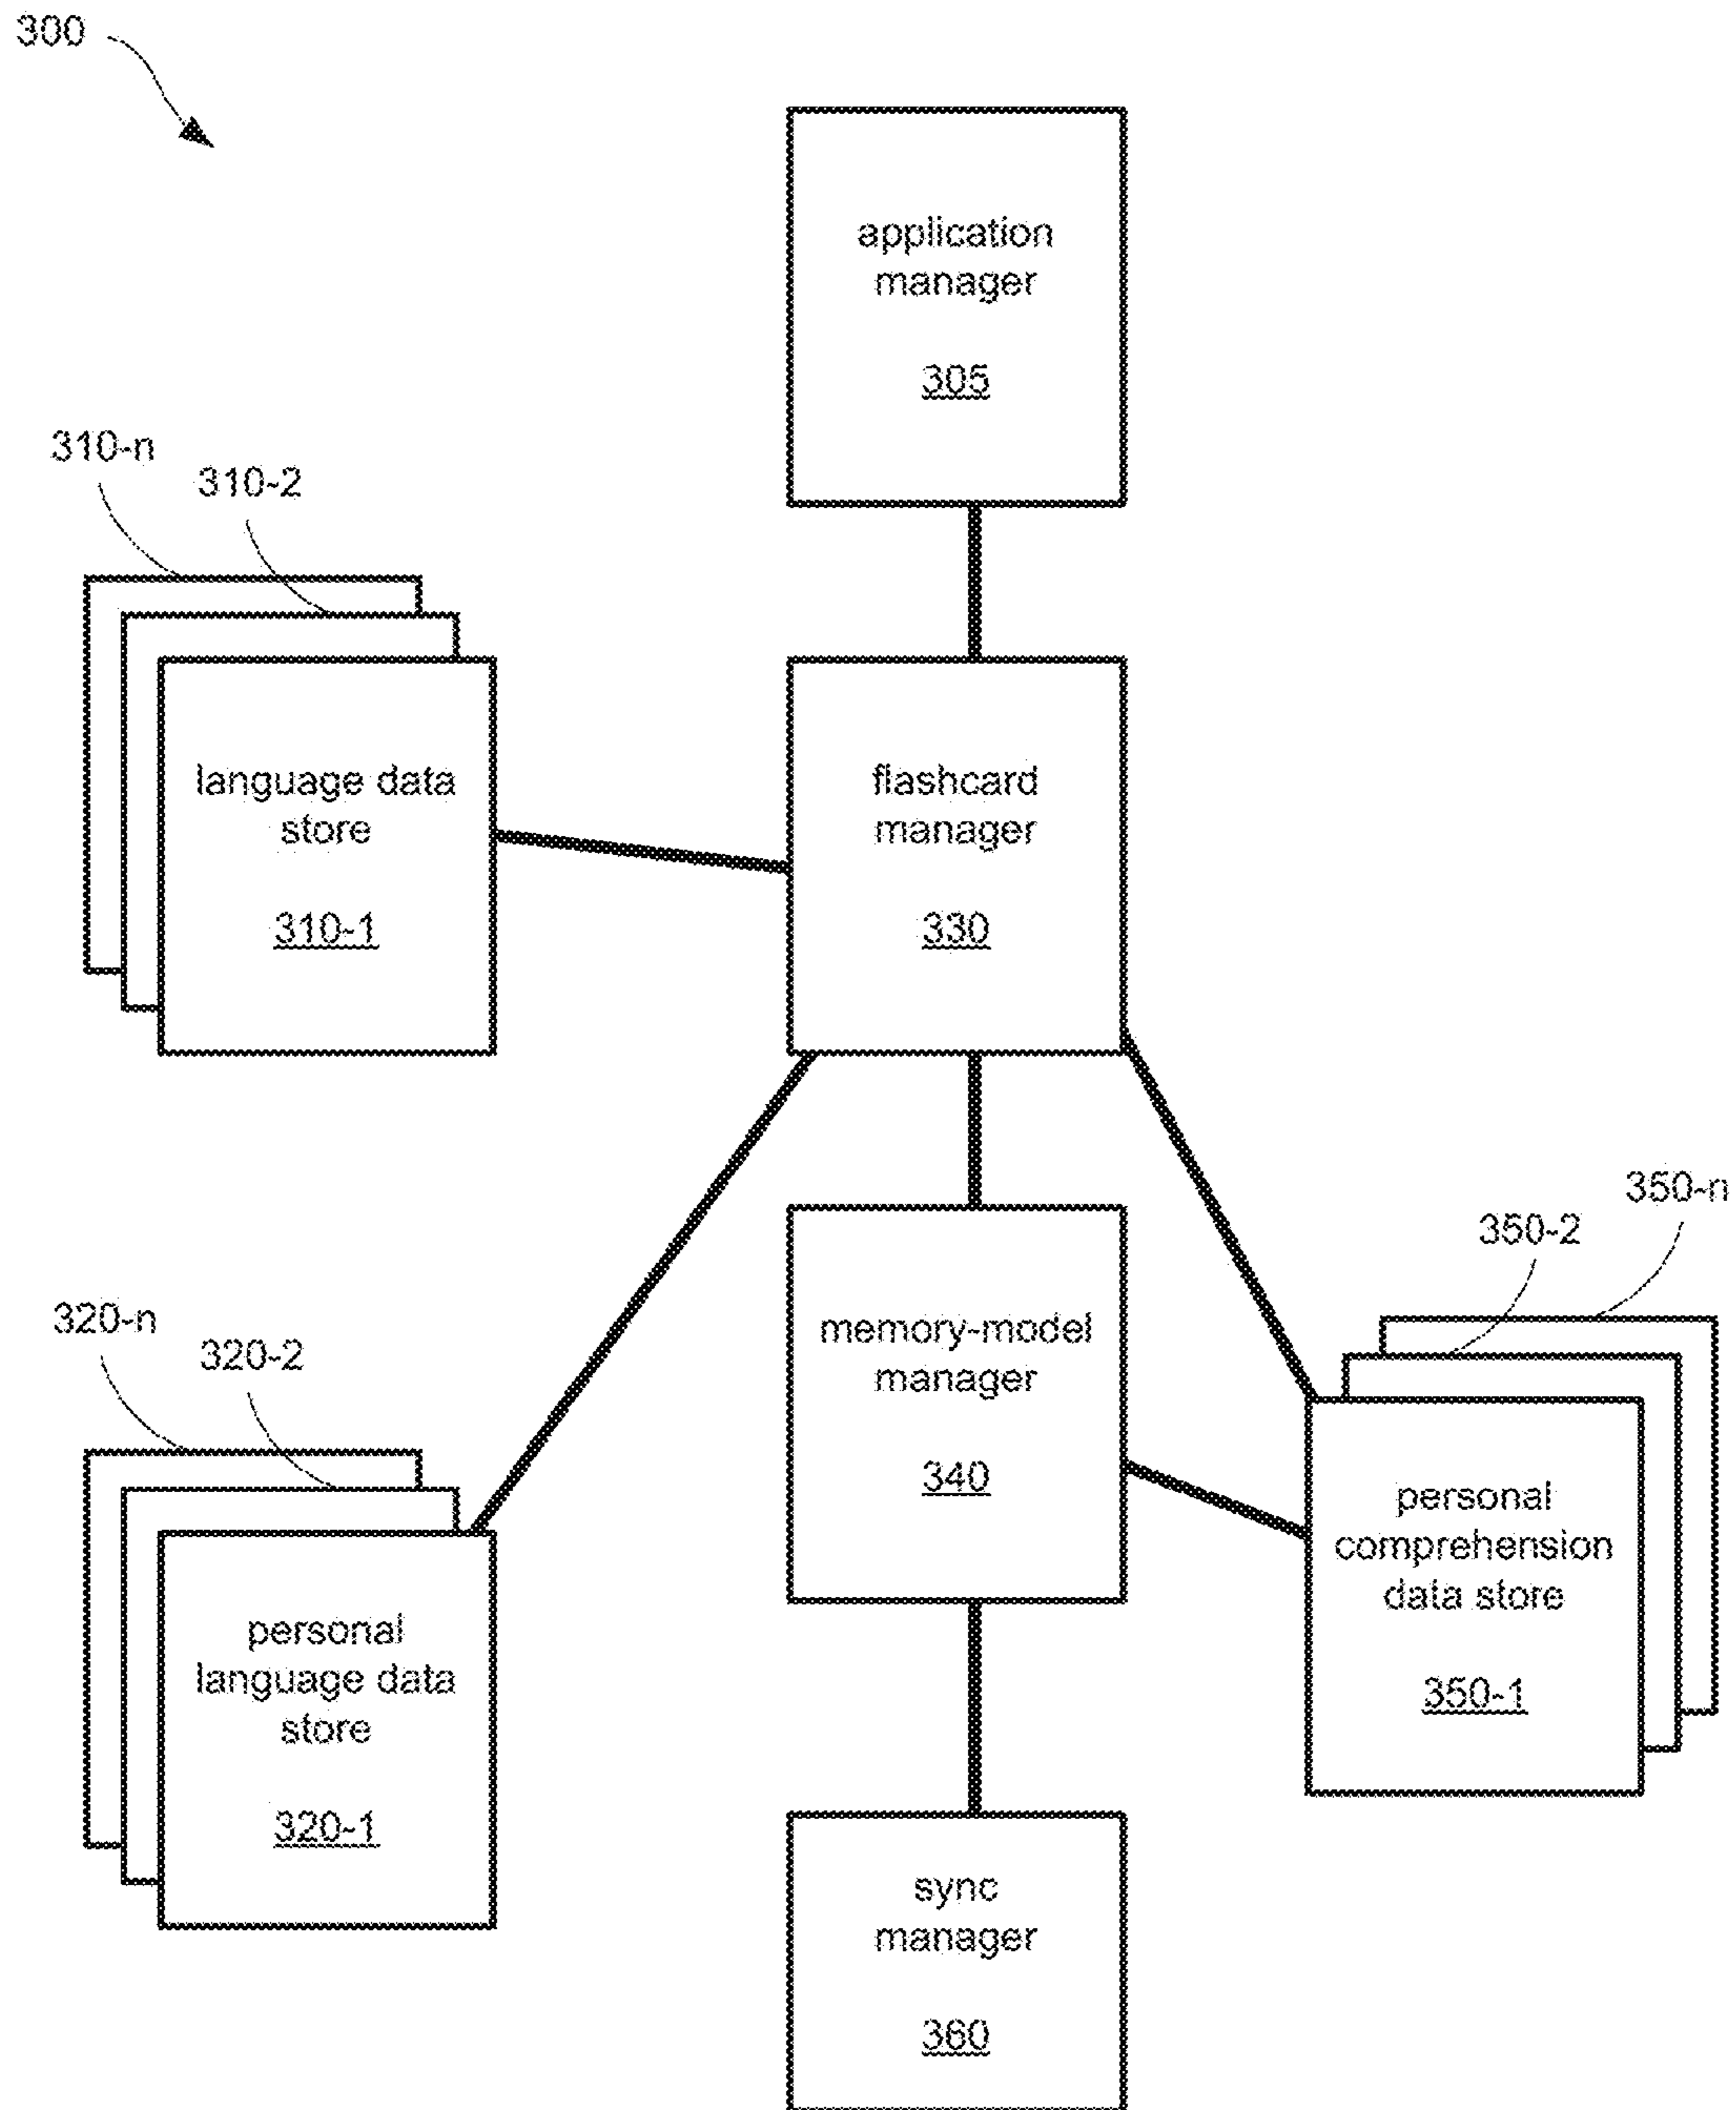 300
application
manager
305
310-n
310-2
language data
store
310-1
flashcard
manager
330
350-n
350-2
320-n
320-2
memory-model
manager
340
personal
comprehension
data store
350-1
personal
language data
store
320-1
sync
manager
360